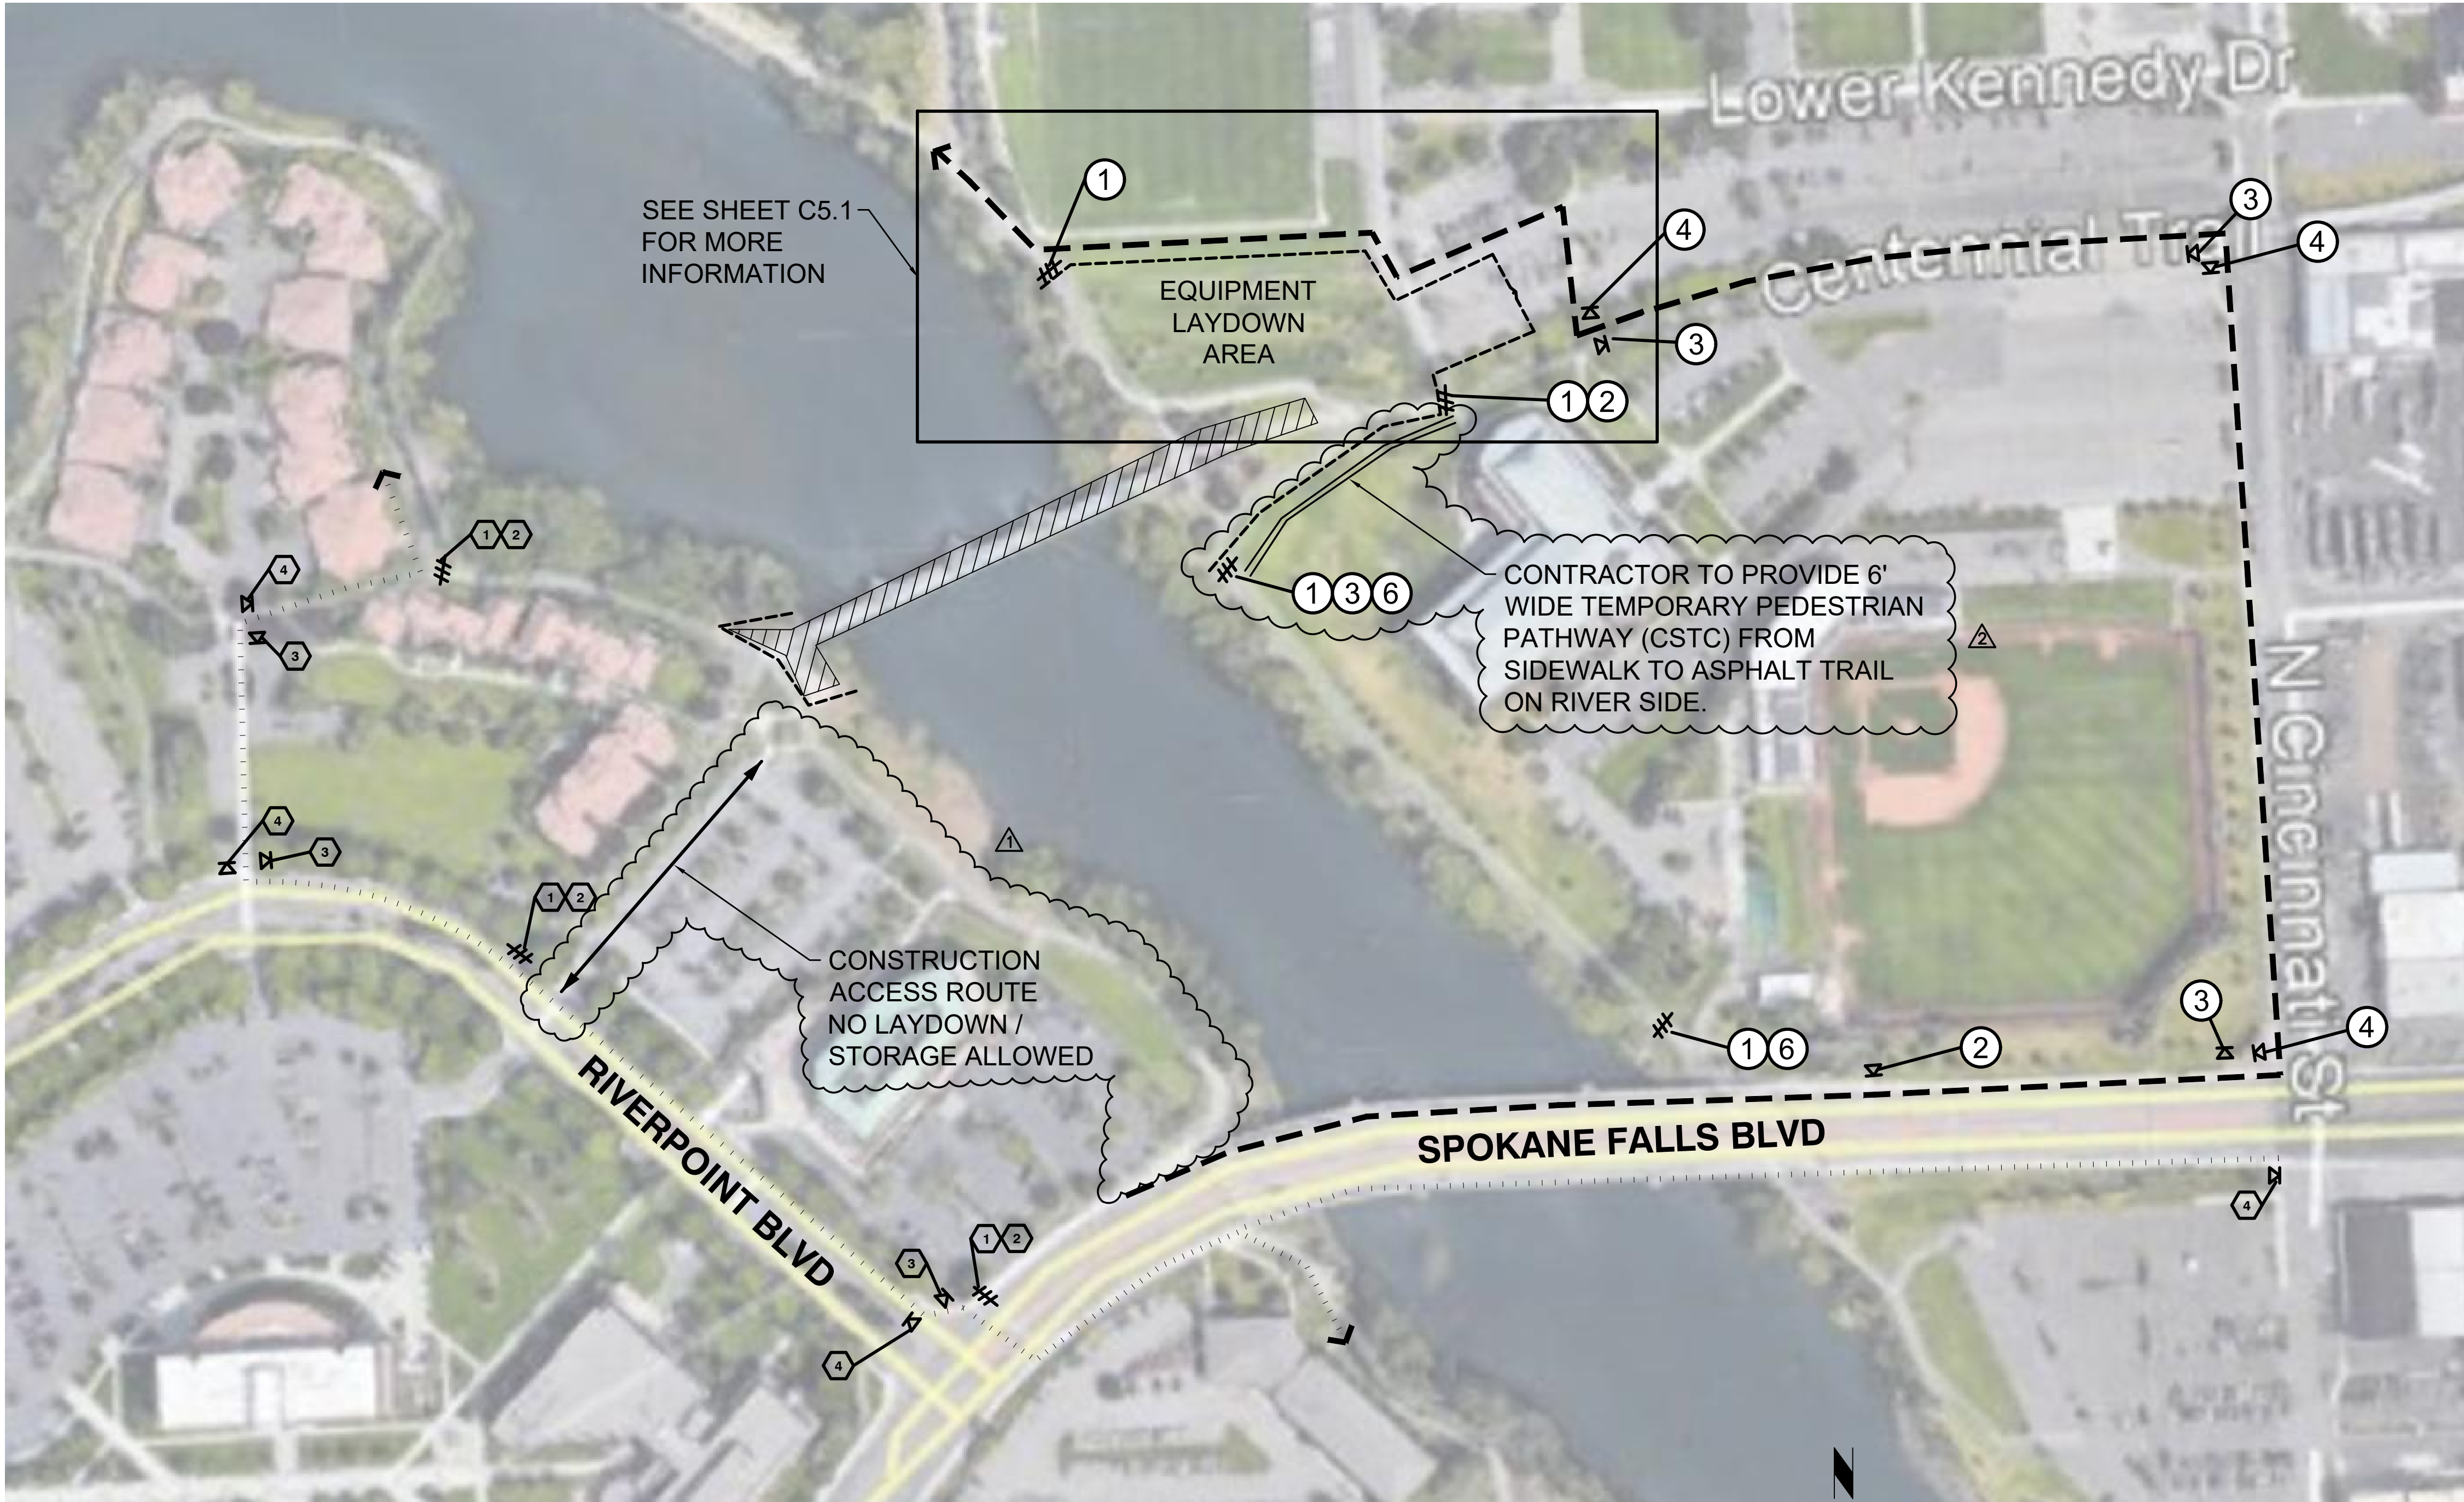 Lower Kennedy Dr
1
SEE SHEET C5.1
FOR MORE
INFORMATION
4
3
4
Centennial Tra
EQUIPMENT
LAYDOWN
AREA
3
1 2
1 2
4
3
1 3 6
CONTRACTOR TO PROVIDE 6'
WIDE TEMPORARY PEDESTRIAN
PATHWAY (CSTC) FROM
SIDEWALK TO ASPHALT TRAIL
ON RIVER SIDE.
2
N Cincinnati St
4
3
1
1 2
CONSTRUCTION
ACCESS ROUTE
NO LAYDOWN /
STORAGE ALLOWED
3
4
1 6
2
RIVERPOINT BLVD
SPOKANE FALLS BLVD
4
1 2
3
4
N